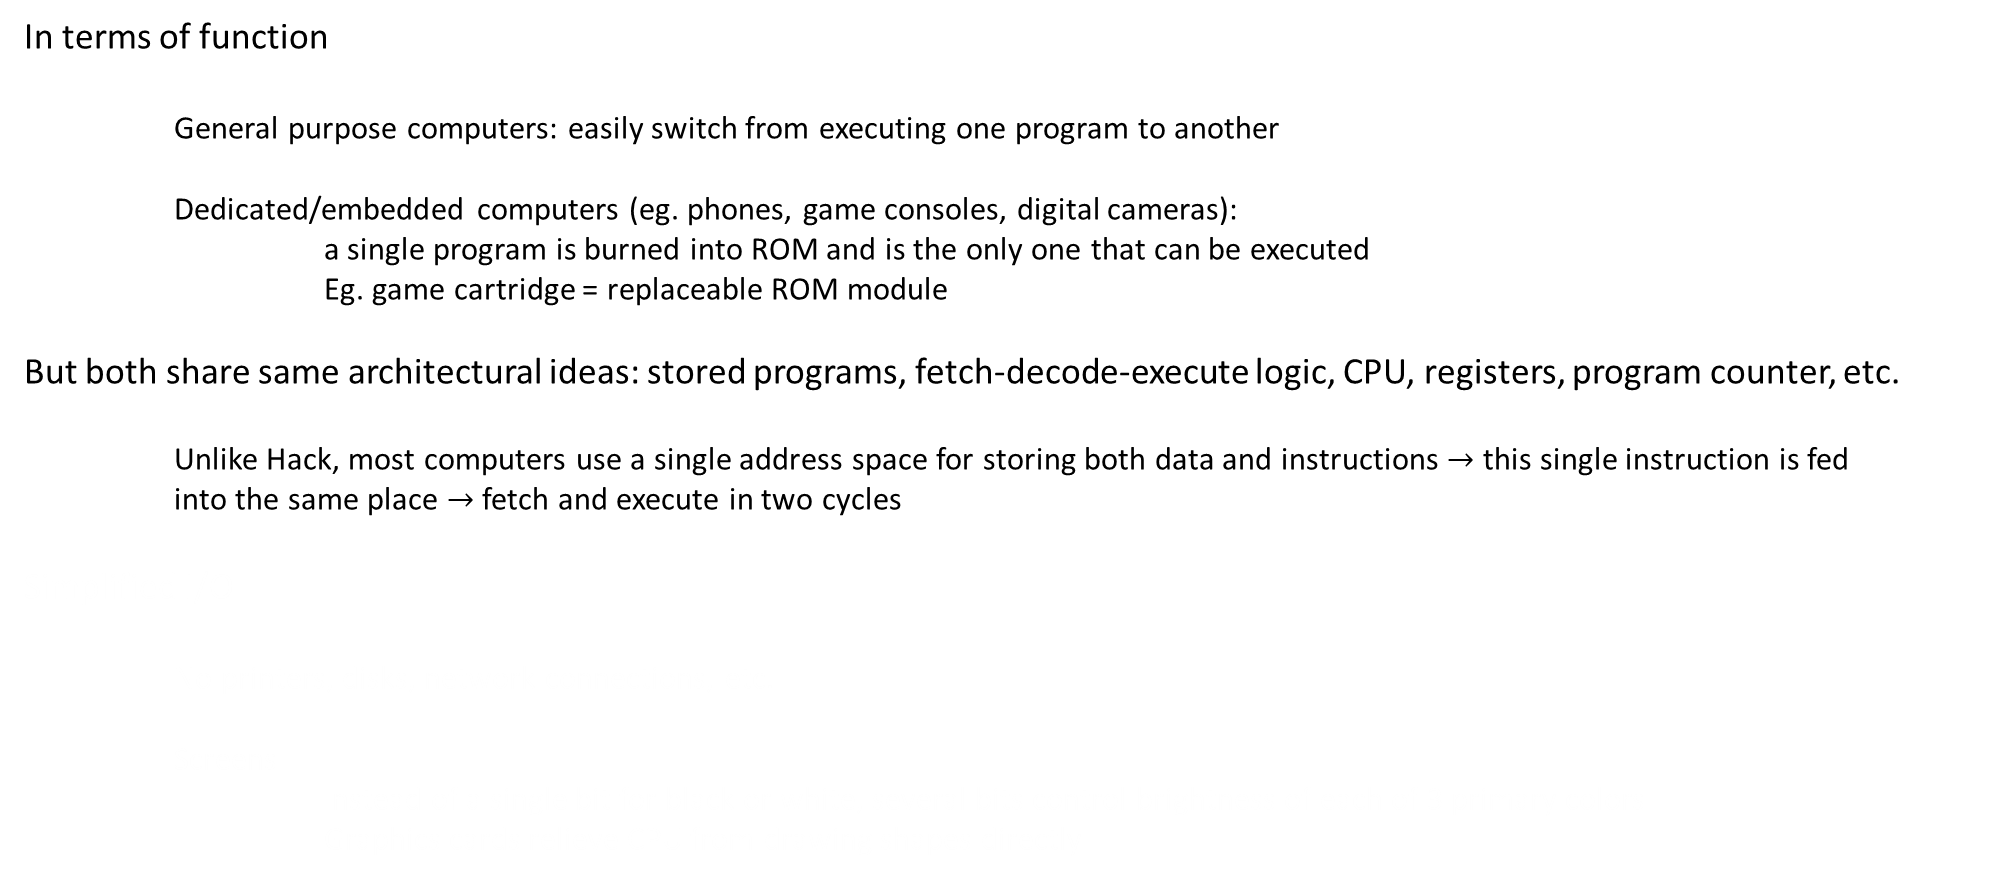 In terms of function
General purpose computers: easily switch from executing one program to another
Dedicated/embedded computers (eg. phones, game consoles, digital cameras):
a single program is burned into ROM and is the only one that can be executed
Eg. game cartridge = replaceable ROM module
But both share same architectural ideas: stored programs, fetch-decode-execute logic, CPU, registers, program counter, etc.
Unlike Hack, most computers use a single address space for storing both data and instructions → this single instruction is fed
into the same place → fetch and execute in two cycles